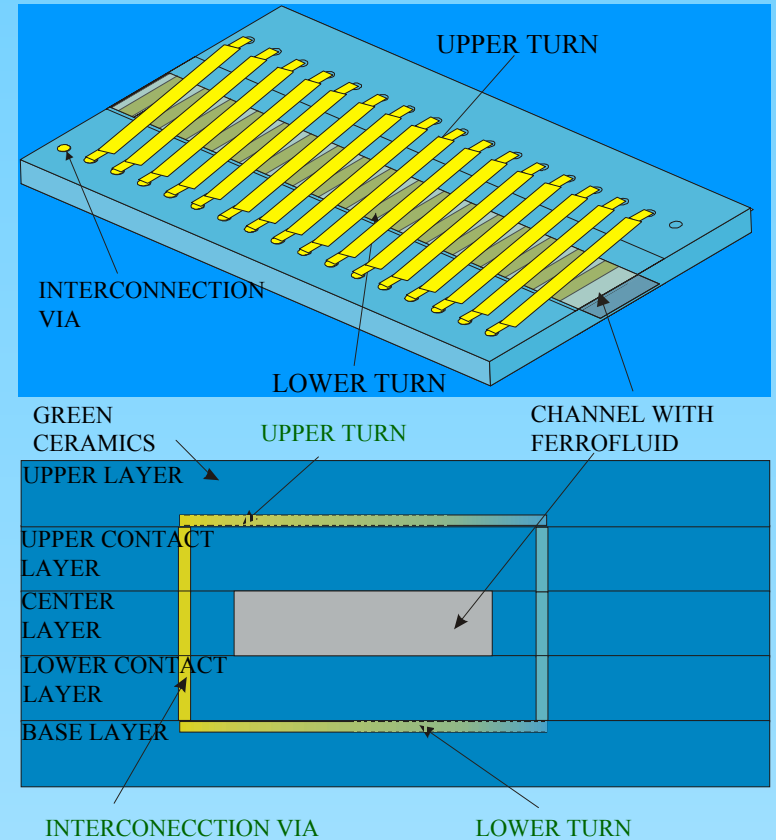 UPPER TURN
INTERCONNECTION
VIA
LOWER TURN
GREEN
CERAMICS
UPPER TURN
CHANNEL WITH
FERROFLUID
UPPER LAYER
UPPER CONTACT
LAYER
CENTER
LAYER
LOWER CONTACT
LAYER
BASE LAYER
INTERCONECCTION VIA
LOWER TURN